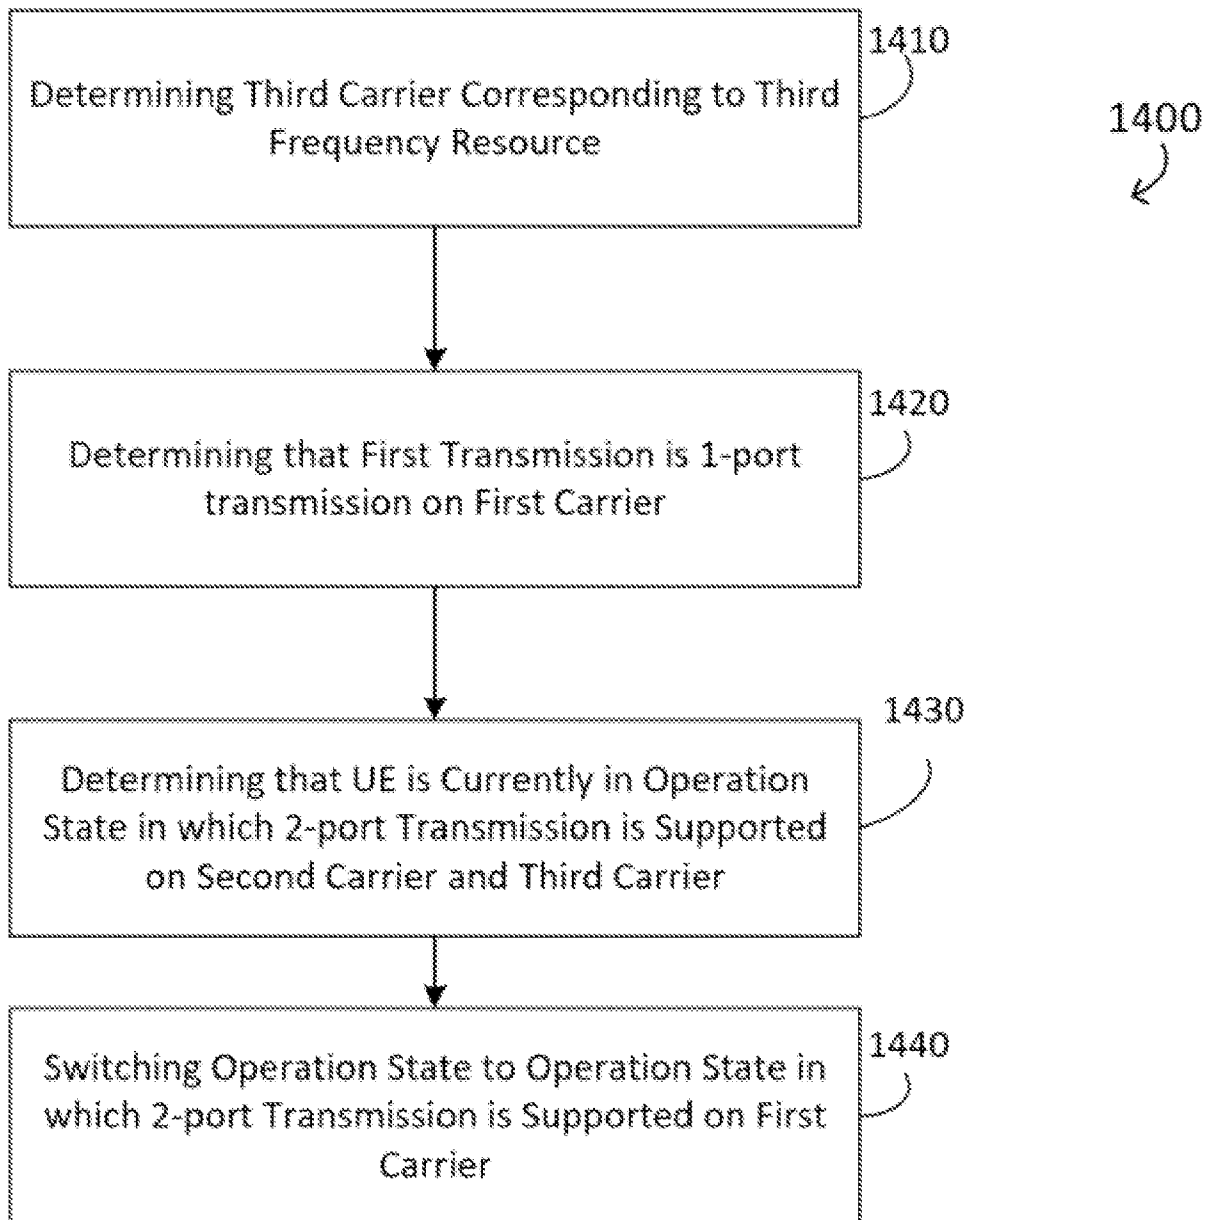 1410
Determining Third Carrier Corresponding to Third
Frequency Resource
1400
1420
Determining that First Transmission is 1-port
transmission on First Carrier
1430
Determining that UE is Currently in Operation
State in which 2-port Transmission is Supported
on Second Carrier and Third Carrier
1440
Switching Operation State to Operation State in
which 2-port Transmission is Supported on First
Carrier